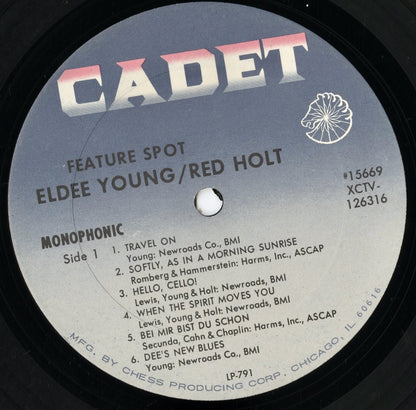 CADET
FEATURE SPOT
ELDEE YOUNG/RED HOLT
#15669
XCTV-
126316
MONOPHONIC
Side 1
1. TRAVEL ON
Young: Newroads Co., BMI
2. SOFTLY, AS IN A MORNING SUNRISE
Romberg & Hammerstein: Harms, Inc., ASCAP
3. HELLO, CELLO!
Lewis, Young & Holt: Newroads, BMI
4. WHEN THE SPIRIT MOVES YOU
Lewis, Young & Holt: Newroads, BMI
5. BEI MIR BIST DU SCHON
Secunda, Cahn & Chaplin: Harms, Inc., ASCAP
6. DEE'S NEW BLUES
Young: Newroads Co., BMI
LP-791
MFG. BY CHESS PRODUCING CORP. CHICAGO, IL 60616